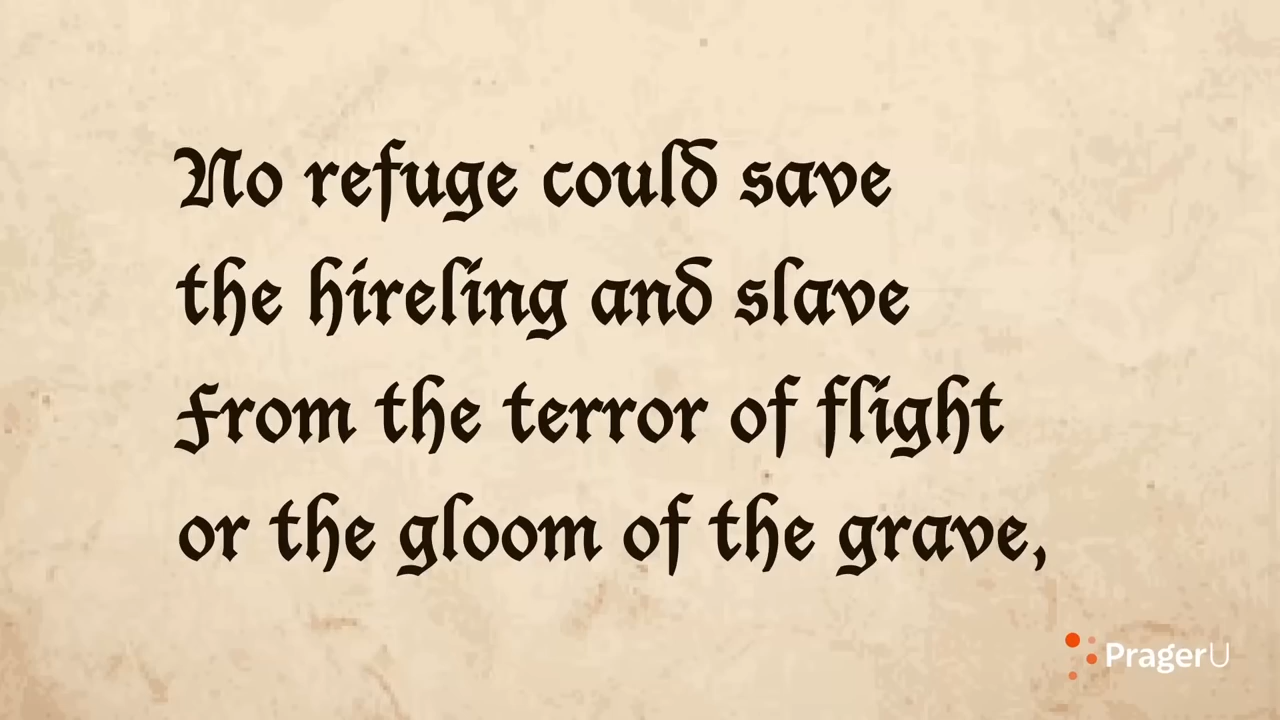 No refuge could save
the hireling and slave
From the terror of flight
or the gloom of the grave,
PragerU